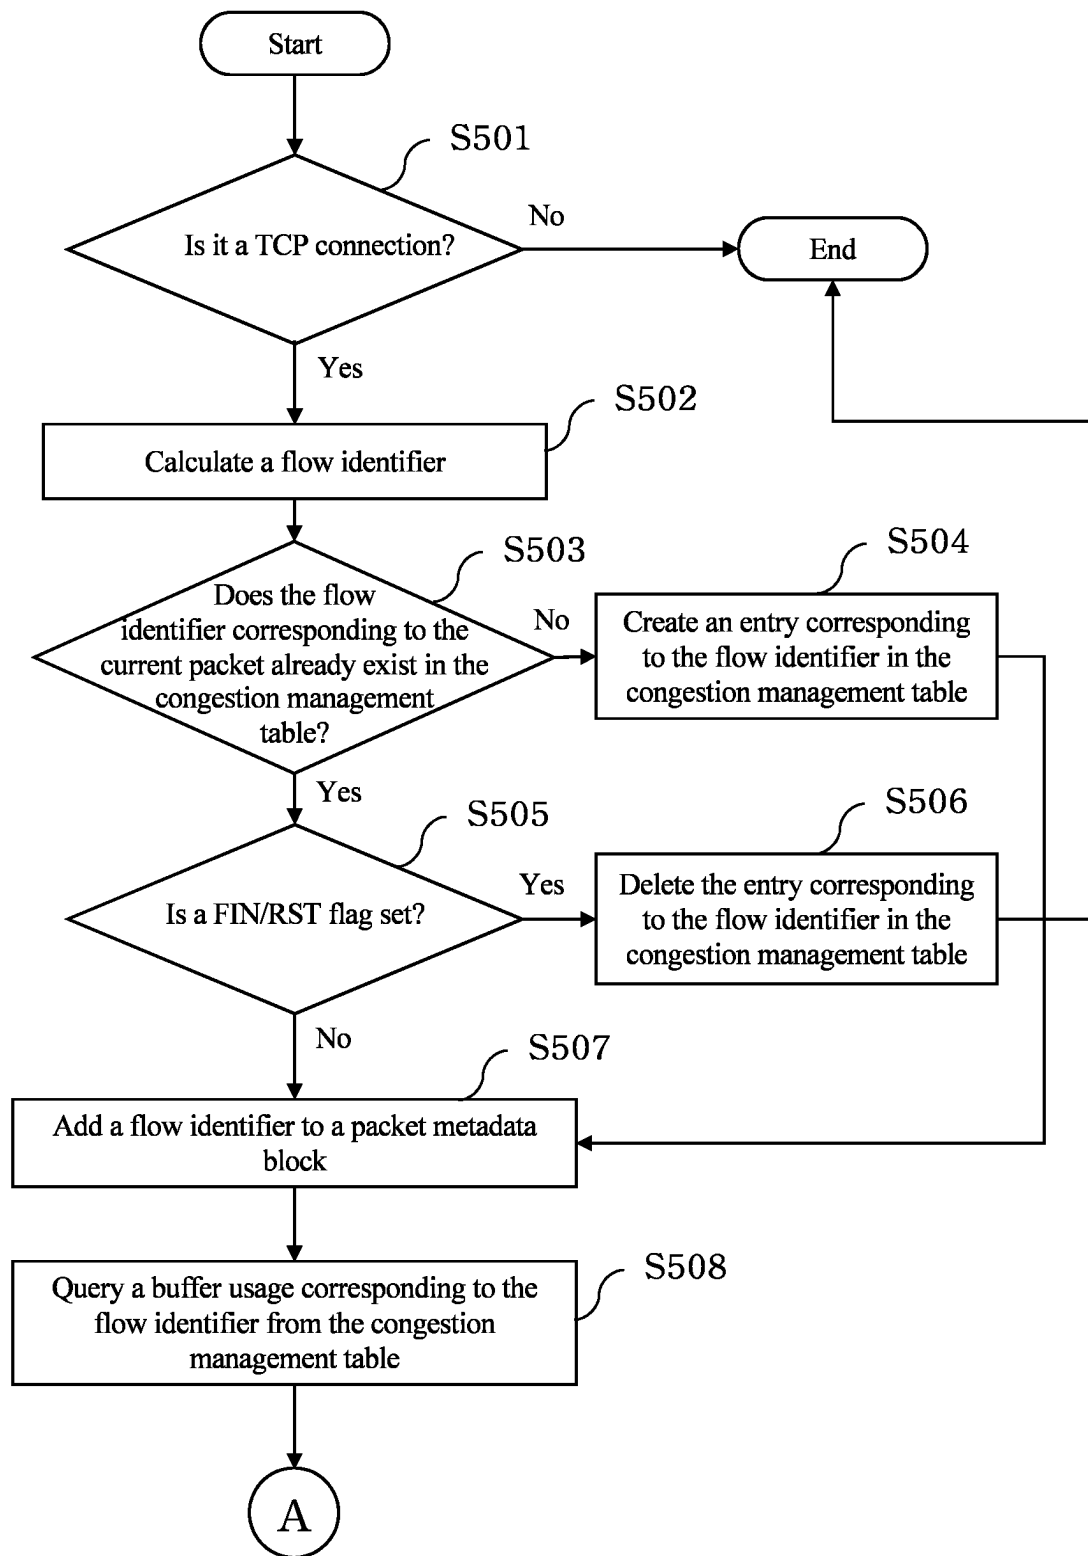 Start
S501
Is it a TCP connection?
No
End
Yes
S502
Calculate a flow identifier
S503
Does the flow
identifier corresponding to the
current packet already exist in the
congestion management
table?
No
S504
Create an entry corresponding
to the flow identifier in the
congestion management table
Yes
S505
Is a FIN/RST flag set?
Yes
S506
Delete the entry corresponding
to the flow identifier in the
congestion management table
No
S507
Add a flow identifier to a packet metadada
block
S508
Query a buffer usage corresponding to the
flow identifier from the congestion
management table
A